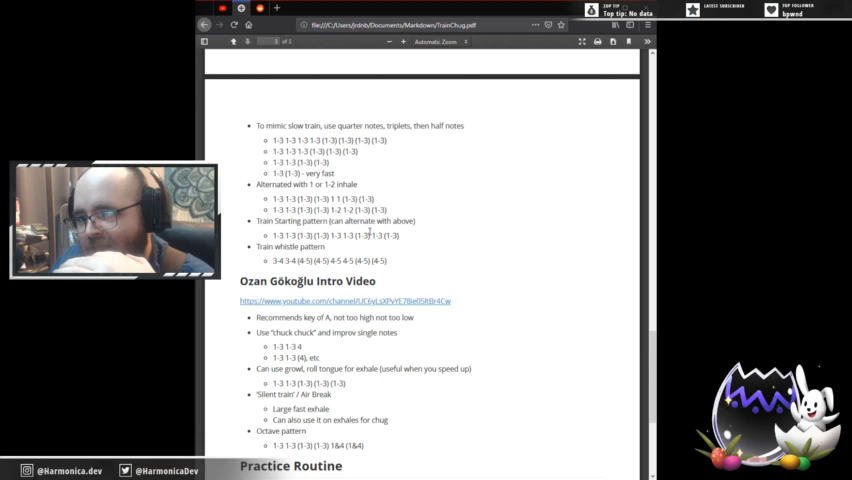 file:///C:/Users/jrdnb/Documents/Markdown/TrainChug.pdf
TOP TIP
Top tip: No data
LATEST SUBSCRIBER
TOP FOLLOWER
bpwnd
Automatic Zoom
To mimic slow train, use quarter notes, triplets, then half notes
1-3 1-3 1-3 1-3 (1-3) (1-3) (1-3) (1-3)
1-3 1-3 1-3 (1-3) (1-3) (1-3)
1-3 1-3 (1-3) (1-3)
1-3 (1-3) - very fast
Alternated with 1 or 1-2 inhale
1-3 1-3 (1-3) (1-3) 1 1 (1-3) (1-3)
1-3 1-3 (1-3) (1-3) 1-2 1-2 (1-3) (1-3)
Train Starting pattern (can alternate with above)
1-3 1-3 (1-3) (1-3) 1-3 1-3 (1-3) 1-3 (1-3)
Train whistle pattern
3-4 3-4 (4-5) (4-5) 4-5 4-5 (4-5) (4-5)
Ozan Gökoğlu Intro Video
Recommends key of A, not too high not too low
Use "chuck chuck" and improv single notes
1-3 1-3 4
1-3 1-3 (4), etc
Can use growl, roll tongue for exhale (useful when you speed up)
1-3 1-3 (1-3) (1-3) (1-3)
'Silent train' / Air Break
Large fast exhale
Can also use it on exhales for chug
Octave pattern
1-3 1-3 (1-3) (1-3) 1&4 (1&4)
Practice Routine
@Harmonica.dev
@HarmonicaDev